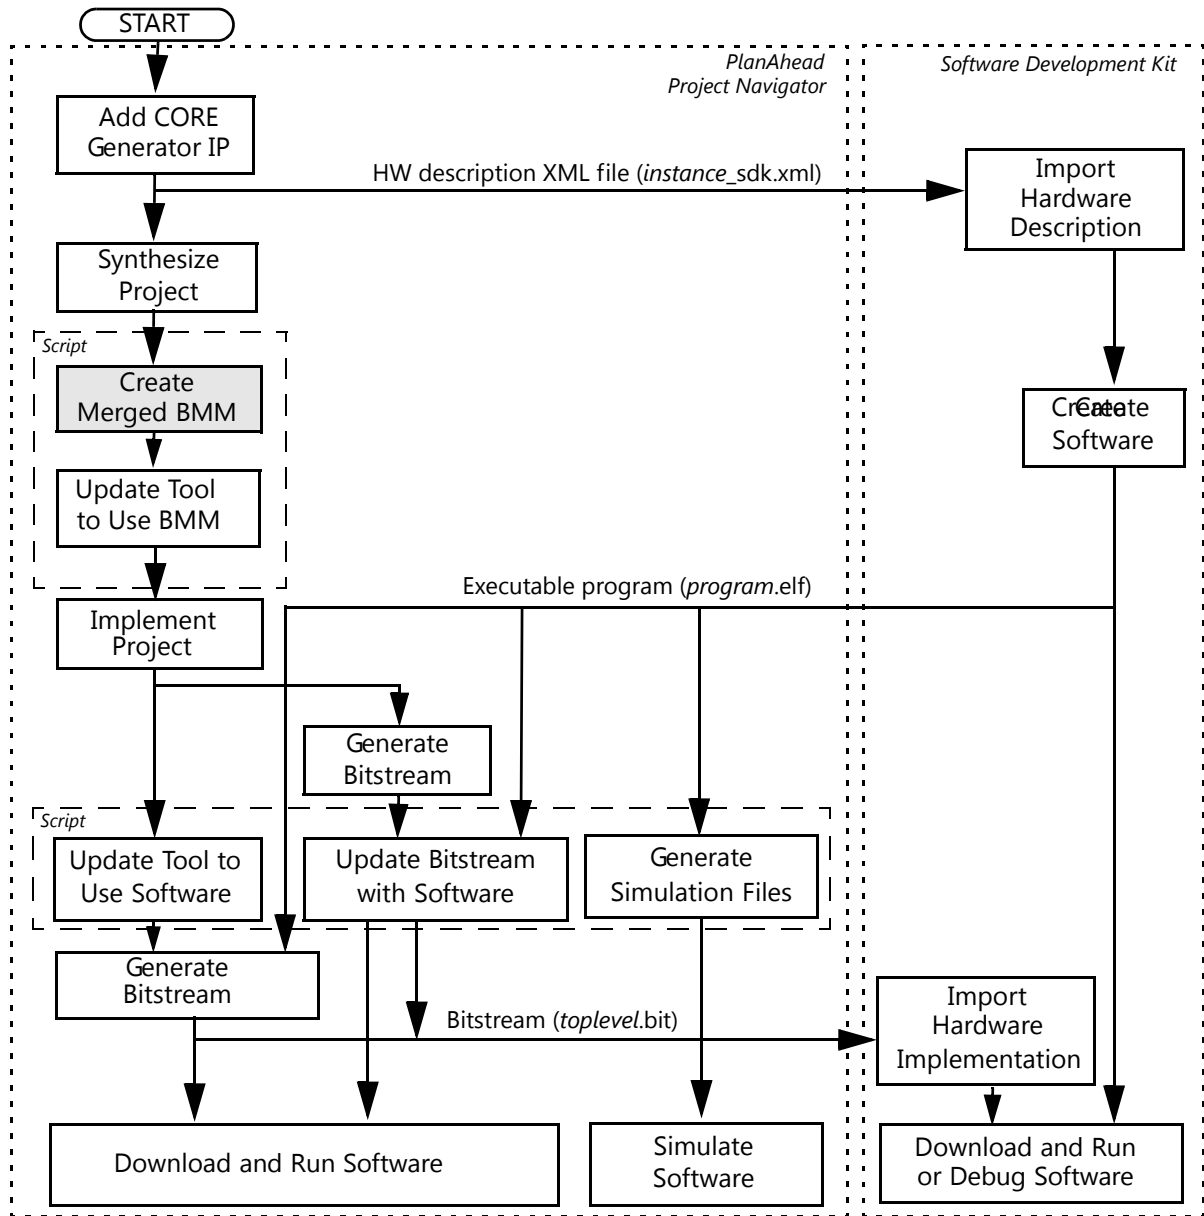 START
PlanAhead
Project Navigator
Software Development Kit
Add CORE
Generator IP
HW description XML file (instance_sdk.xml)
Import
Hardware
Description
Synthesize
Project
Script
Create
Merged BMM
Create
Create
Software
Update Tool
to Use BMM
Executable program (program.elf)
Implement
Project
Generate
Bitstream
Script
Update Tool to
Use Software
Update Bitstream
with Software
Generate
Simulation Files
Generate
Bitstream
Import
Hardware
Implementation
Bitstream (toplevel.bit)
Download and Run Software
Simulate
Software
Download and Run
or Debug Software